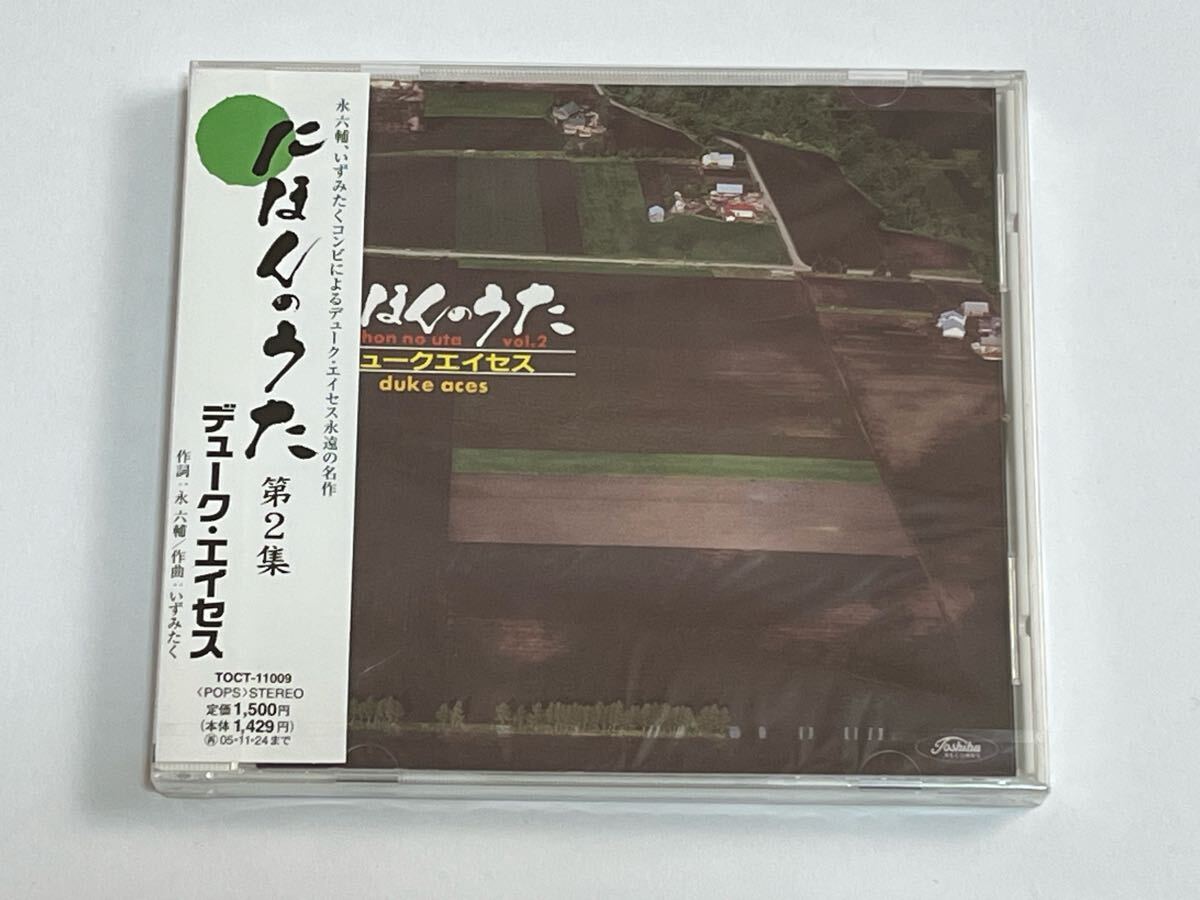 永六輔、いずみたくコンビによるデューク・エイセス永遠の名作
にほんのうた
第2集
デューク・エイセス
作詞:永 六輔/作曲:いずみたく
TOCT-11009
〈POPS〉STEREO
定価1,500円
(本体1,429円)
再05・11・24まで
ほんのうた
hon no uta vol.2
ュークエイセス
duke aces
Toshiba